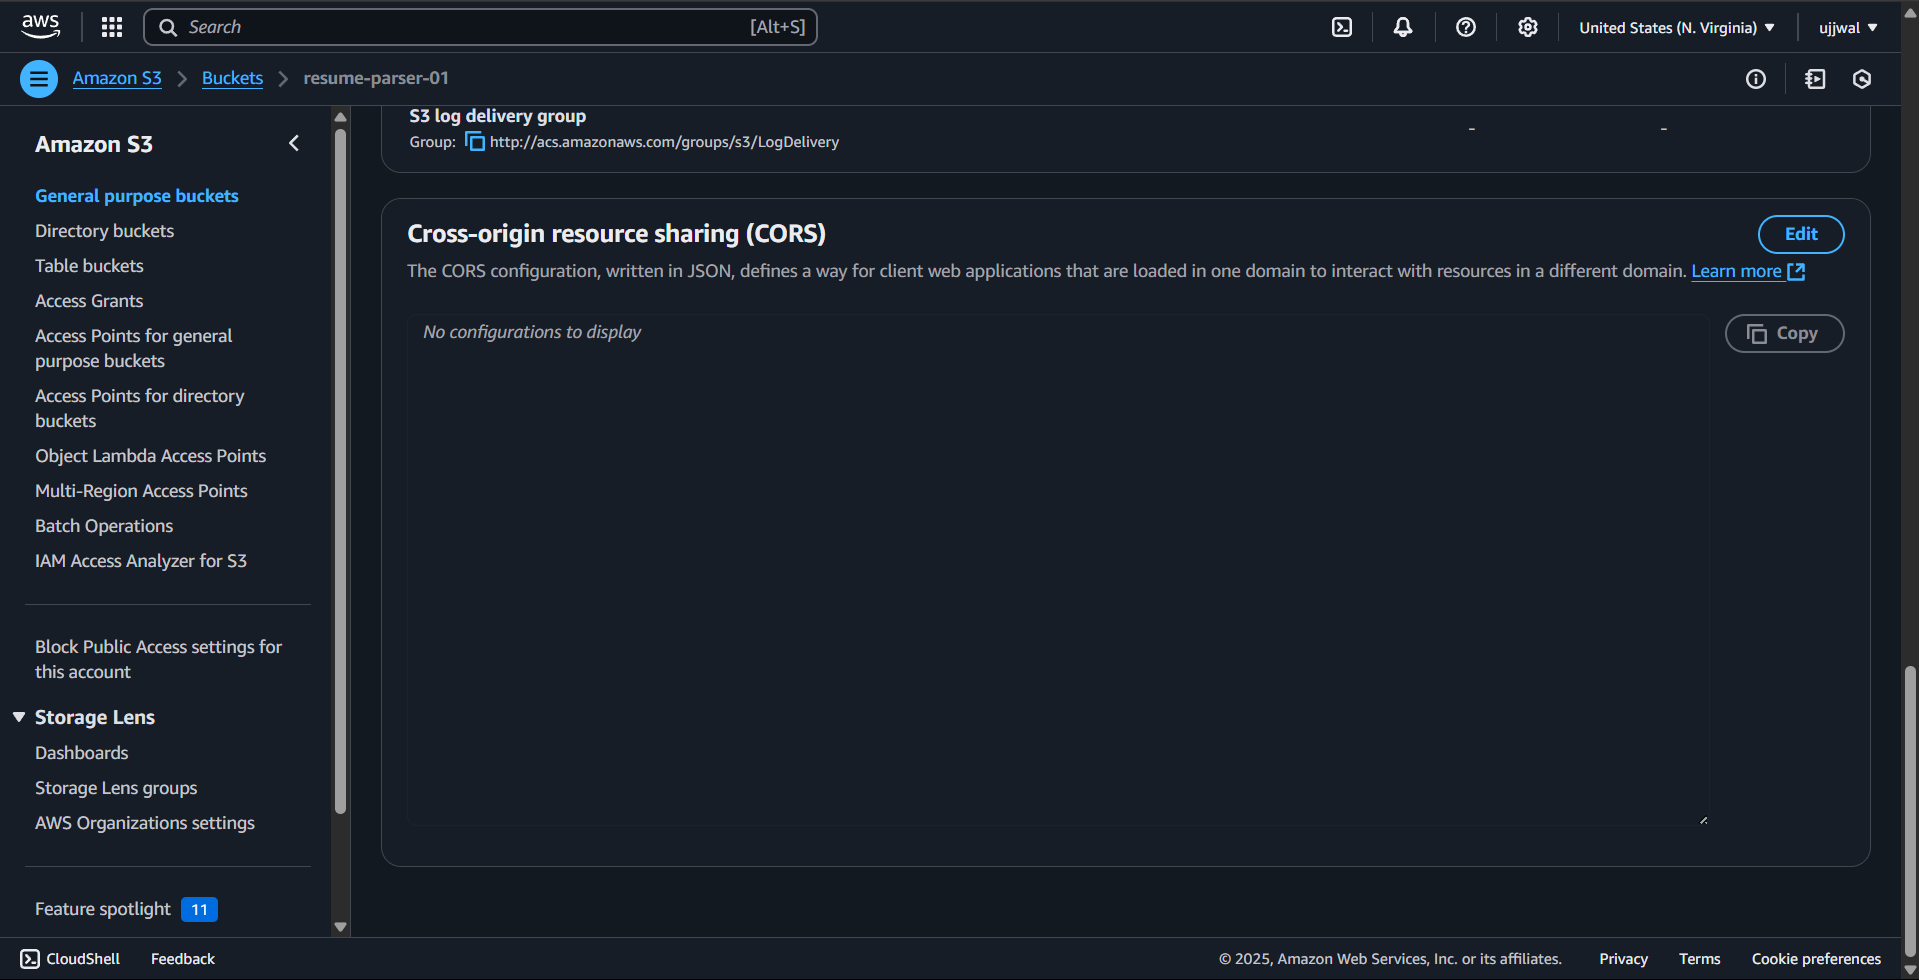 aws
Search [Alt+S]
United States (N. Virginia)
ujjwal
Amazon S3
Buckets
resume-parser-01
Amazon S3
General purpose buckets
Directory buckets
Table buckets
Access Grants
Access Points for general
purpose buckets
Access Points for directory
buckets
Object Lambda Access Points
Multi-Region Access Points
Batch Operations
IAM Access Analyzer for S3
Block Public Access settings for
this account
Storage Lens
Dashboards
Storage Lens groups
AWS Organizations settings
Feature spotlight 11
S3 log delivery group
Group: http://acs.amazonaws.com/groups/s3/LogDelivery
- -
Cross-origin resource sharing (CORS)
Edit
The CORS configuration, written in JSON, defines a way for client web applications that are loaded in one domain to interact with resources in a different domain. Learn more
No configurations to display
Copy
CloudShell
Feedback
© 2025, Amazon Web Services, Inc. or its affiliates.
Privacy
Terms
Cookie preferences